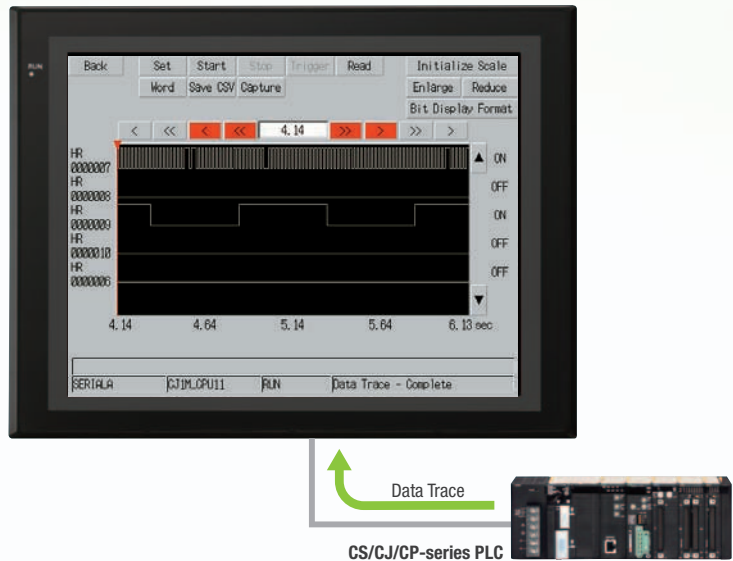 RUN
Back Set Start Stop Trigger Read Initialize Scale
Word Save CSV Capture Enlarge Reduce
Bit Display Format
< << < << 4.14 >> > >> >
HR
0000007 ON
HR
0000008 OFF
HR
0000009 ON
HR
0000010 OFF
HR
0000006 OFF
4.14 4.64 5.14 5.64 6.13 sec
SERIALA CJ1M_CPU11 RUN Data Trace - Complete
Data Trace
CS/CJ/CP-series PLC